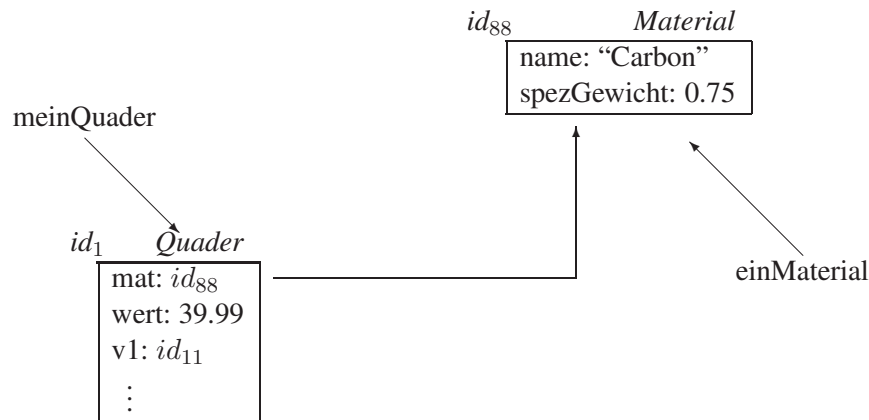 id₈₈ Material
name: “Carbon”
spezGewicht: 0.75
meinQuader
id₁ Quader
mat: id₈₈
einMaterial
wert: 39.99
v1: id₁₁
⋮